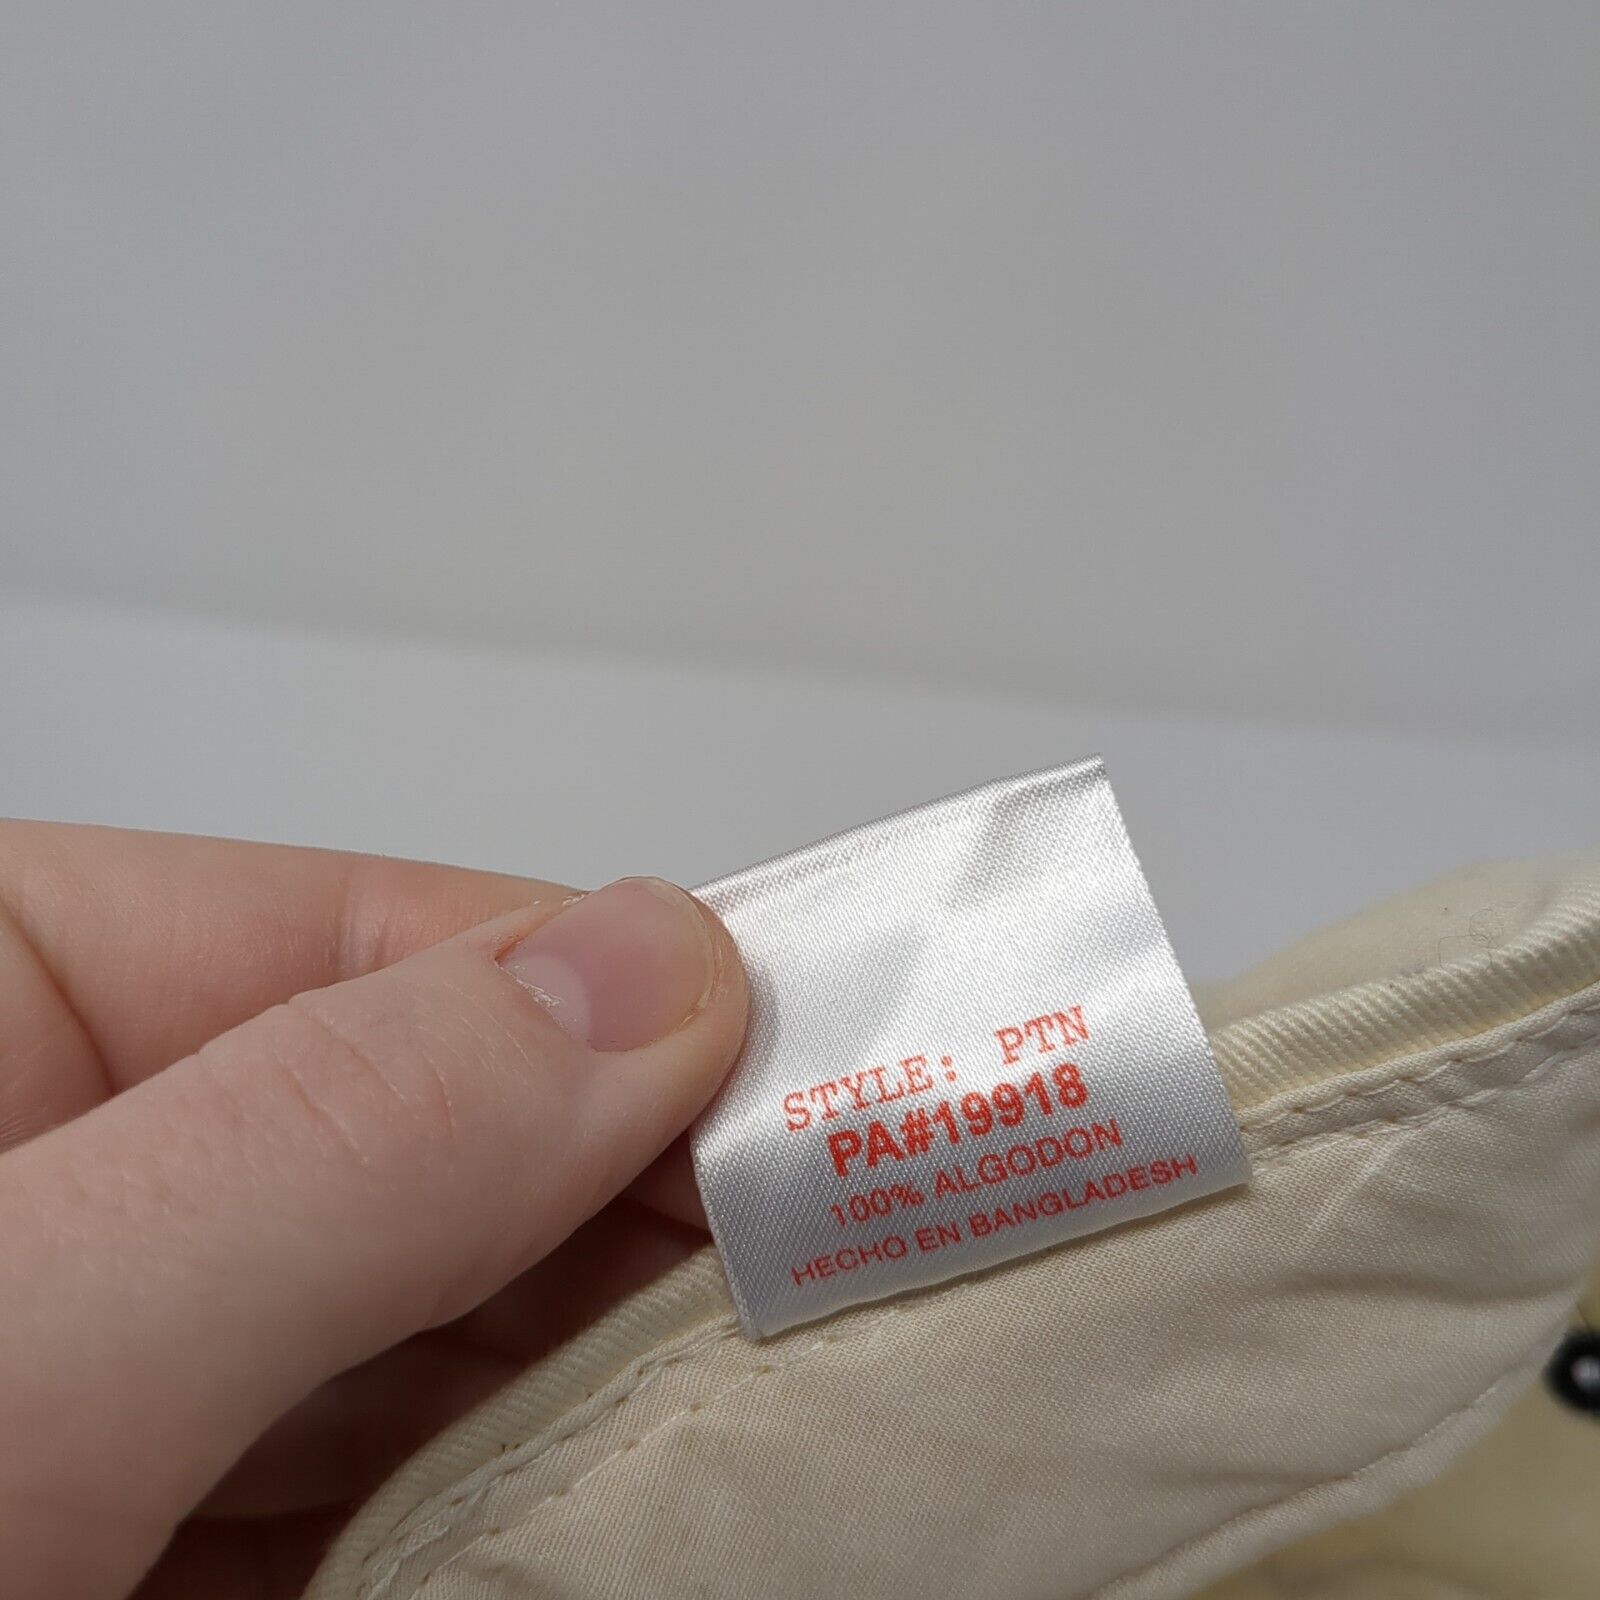 STYLE: PTN
PA#19918
100% ALGODON
HECHO EN BANGLADESH